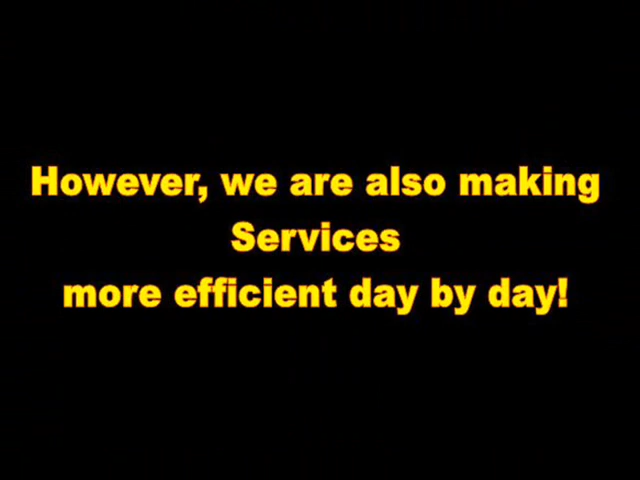 However, we are also making
Services
more efficient day by day!